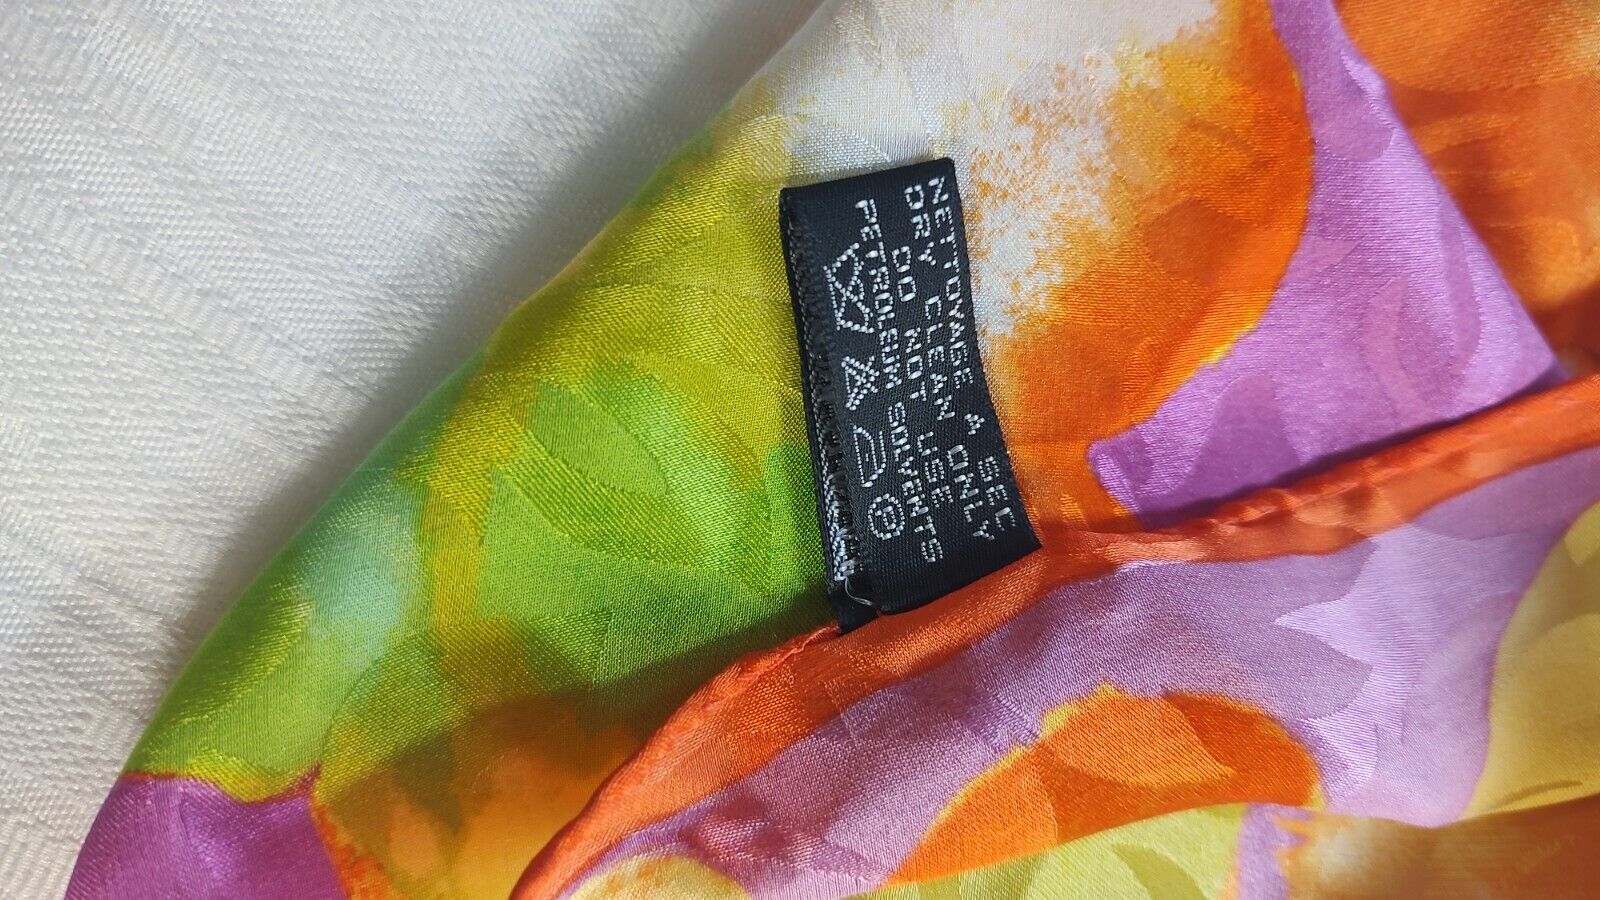 NETTOYAGE A SEC
DRY CLEAN ONLY
DO NOT USE
PETROLEUM SOLVENTS
P